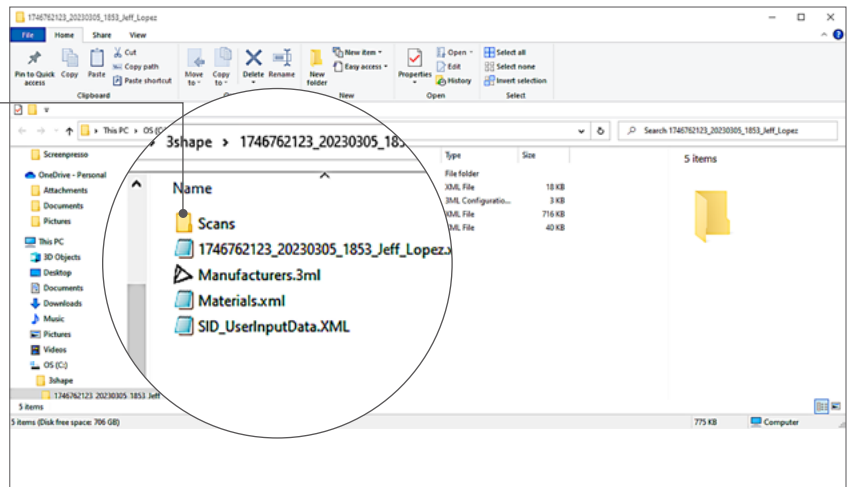 1746762123_20230305_1853_Jeff_Lopez
File Home Share View
Pin to Quick access
Copy
Paste
Cut
Copy path
Paste shortcut
Move to
Copy to
Delete
Rename
New folder
New item
Easy access
Properties
Open
Edit
History
Select all
Select none
Invert selection
Clipboard
New
Open
Select
This PC › OS (C
Search 1746762123_20230305_1853_Jeff_Lopez
3shape › 1746762123_20230305_185
Name
Scans
1746762123_20230305_1853_Jeff_Lopez.x
Manufacturers.3ml
Materials.xml
SID_UserInputData.XML
Type Size
File folder
XML File 18 KB
3ML Configuratio... 3 KB
XML File 716 KB
XML File 40 KB
5 items
Screenpresso
OneDrive - Personal
Attachments
Documents
Pictures
This PC
3D Objects
Desktop
Documents
Downloads
Music
Pictures
Videos
OS (C:)
3shape
1746762123_20230305_1853_Jeff
5 items
5 items (Disk free space: 706 GB)
775 KB
Computer